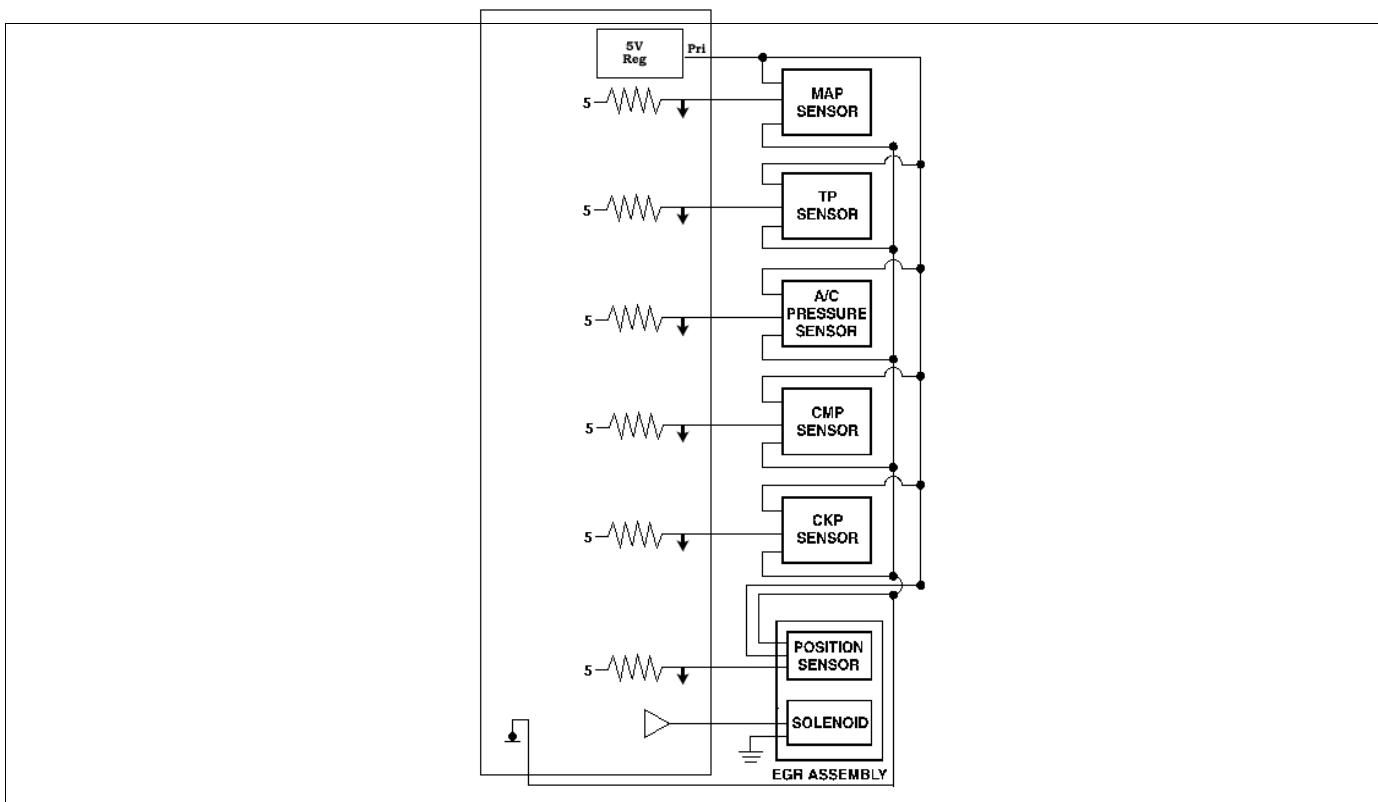 5V
Reg
Pri
5
MAP
SENSOR
5
TP
SENSOR
5
A/C
PRESSURE
SENSOR
5
CMP
SENSOR
5
CKP
SENSOR
5
POSITION
SENSOR
SOLENOID
EGR ASSEMBLY